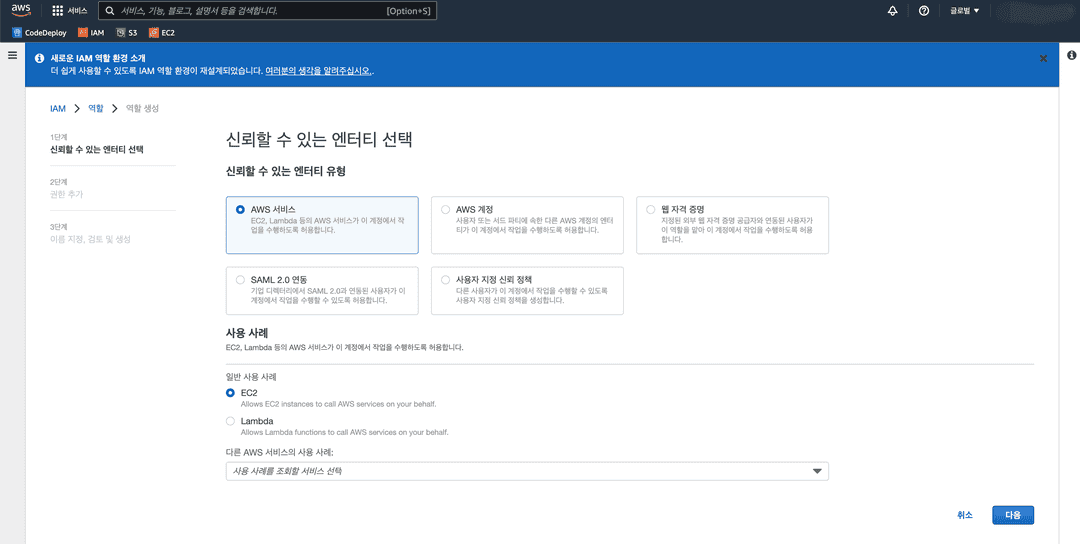 aws
서비스
서비스, 기능, 블로그, 설명서 등을 검색합니다.
[Option+S]
글로벌
CodeDeploy
IAM
S3
EC2
새로운 IAM 역할 환경 소개
더 쉽게 사용할 수 있도록 IAM 역할 환경이 재설계되었습니다. 여러분의 생각을 알려주십시오..
IAM > 역할 > 역할 생성
1단계
신뢰할 수 있는 엔터티 선택
2단계
권한 추가
3단계
이름 지정, 검토 및 생성
신뢰할 수 있는 엔터티 선택
신뢰할 수 있는 엔터티 유형
AWS 서비스
EC2, Lambda 등의 AWS 서비스가 이 계정에서 작
업을 수행하도록 허용합니다.
AWS 계정
사용자 또는 서드 파티에 속한 다른 AWS 계정의 엔터
티가 이 계정에서 작업을 수행하도록 허용합니다.
웹 자격 증명
지정된 외부 웹 자격 증명 공급자와 연동된 사용자가
이 역할을 맡아 이 계정에서 작업을 수행하도록 허용
합니다.
SAML 2.0 연동
기업 디렉터리에서 SAML 2.0과 연동된 사용자가 이
계정에서 작업을 수행할 수 있도록 허용합니다.
사용자 지정 신뢰 정책
다른 사용자가 이 계정에서 작업을 수행할 수 있도록
사용자 지정 신뢰 정책을 생성합니다.
사용 사례
EC2, Lambda 등의 AWS 서비스가 이 계정에서 작업을 수행하도록 허용합니다.
일반 사용 사례
EC2
Allows EC2 instances to call AWS services on your behalf.
Lambda
Allows Lambda functions to call AWS services on your behalf.
다른 AWS 서비스의 사용 사례:
사용 사례를 조회할 서비스 선택
취소
다음